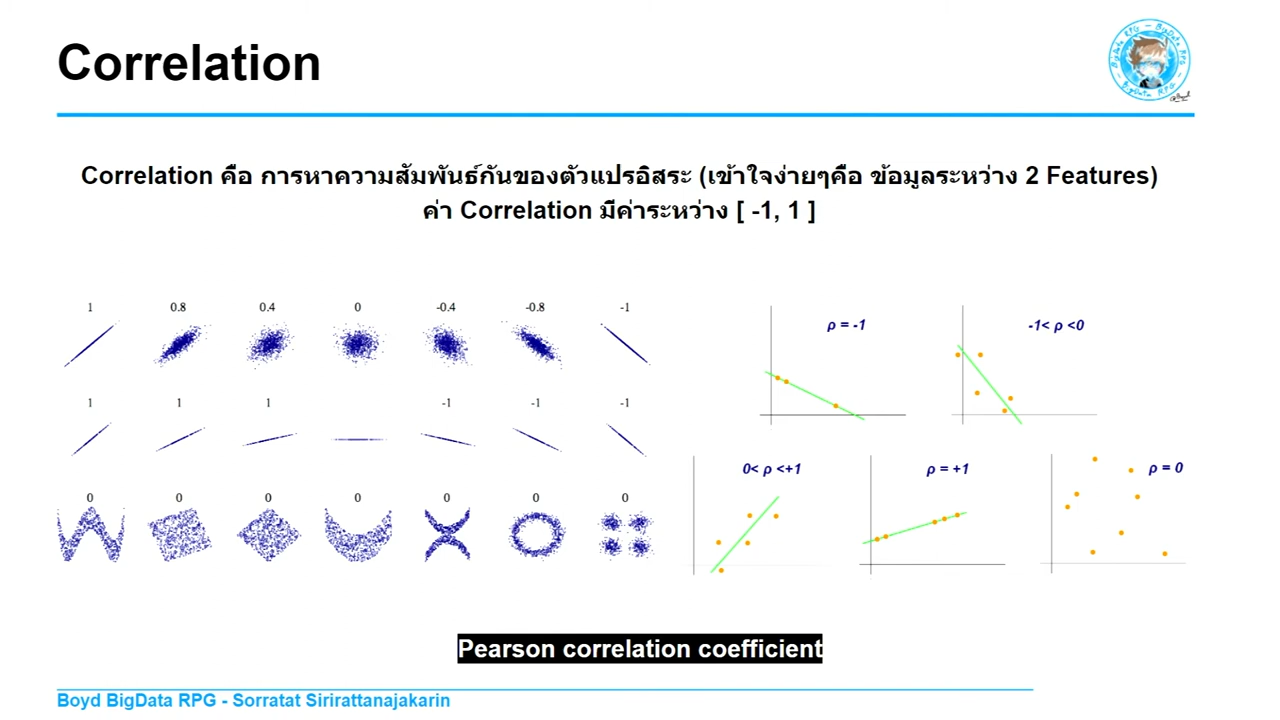 Correlation
Correlation คือ การหาความสัมพันธ์กันของตัวแปรอิสระ (เข้าใจง่ายๆคือ ข้อมูลระหว่าง 2 Features)
ค่า Correlation มีค่าระหว่าง [ -1, 1 ]
1 0.8 0.4 0 -0.4 -0.8 -1
1 1 1 -1 -1 -1
0 0 0 0 0 0 0
ρ = -1
-1< ρ <0
0< ρ <+1
ρ = +1
ρ = 0
Pearson correlation coefficient
Boyd BigData RPG - Sorratat Sirirattanajakarin